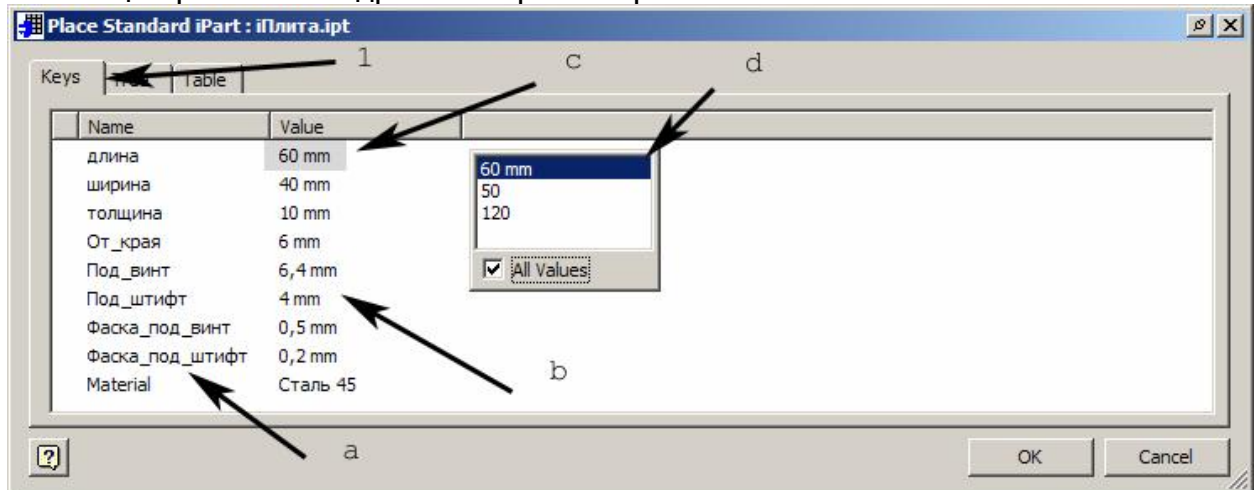 Place Standard iPart : iПлита.ipt
1 c d
Keys Table
Name Value
длина 60 mm
ширина 40 mm
толщина 10 mm
От_края 6 mm
Под_винт 6,4 mm
Под_штифт 4 mm
Фаска_под_винт 0,5 mm
Фаска_под_штифт 0,2 mm
Material Сталь 45
60 mm
50
120
All Values
b
a
OK Cancel